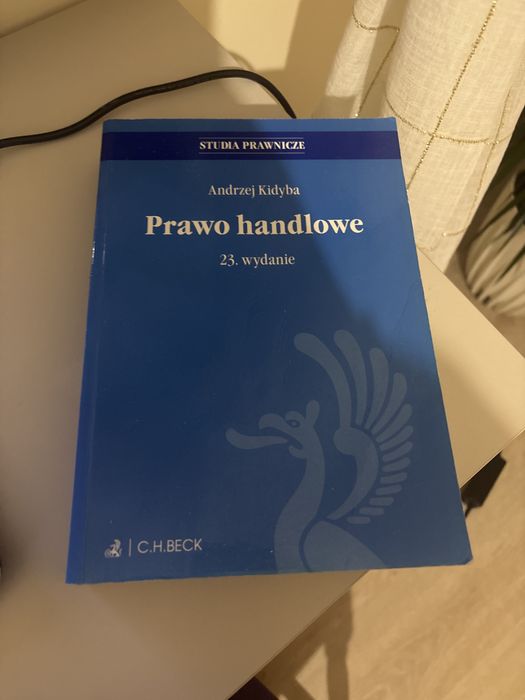 STUDIA PRAWNICZE
Andrzej Kidyba
Prawo handlowe
23. wydanie
C.H.BECK